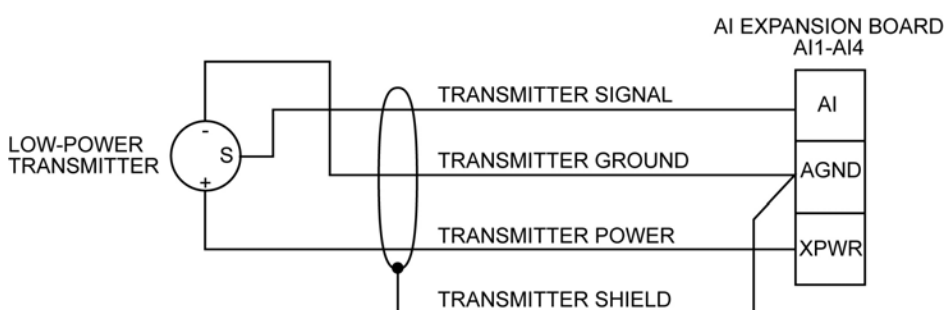 AI EXPANSION BOARD
AI1-AI4
TRANSMITTER SIGNAL
AI
-
LOW-POWER
TRANSMITTER
S
TRANSMITTER GROUND
AGND
+
TRANSMITTER POWER
XPWR
TRANSMITTER SHIELD